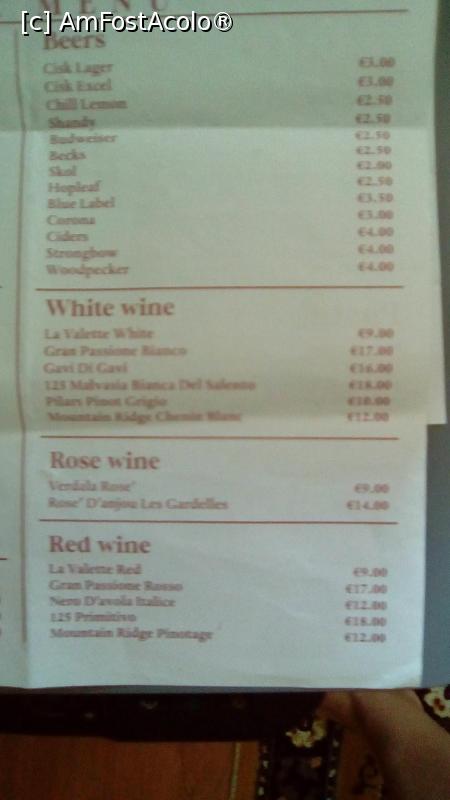 [c] AmFostAcolo®
MENU
Beers
Cisk Lager €3.00
Cisk Excel €3.00
Chill Lemon €2.50
Shandy €2.50
Budweiser €2.50
Becks €2.50
Skol €2.00
Hopleaf €2.50
Blue Label €3.50
Corona €3.00
Ciders €4.00
Strongbow €4.00
Woodpecker €4.00
White wine
La Valette White €9.00
Gran Passione Bianco €17.00
Gavi Di Gavi €16.00
125 Malvasia Bianca Del Salento €18.00
Pilars Pinot Grigio €10.00
Mountain Ridge Chenin Blanc €12.00
Rose wine
Verdala Rose' €9.00
Rose' D'anjou Les Gardelles €14.00
Red wine
La Valette Red €9.00
Gran Passione Rosso €17.00
Nero D'avola Italice €12.00
125 Primitivo €18.00
Mountain Ridge Pinotage €12.00